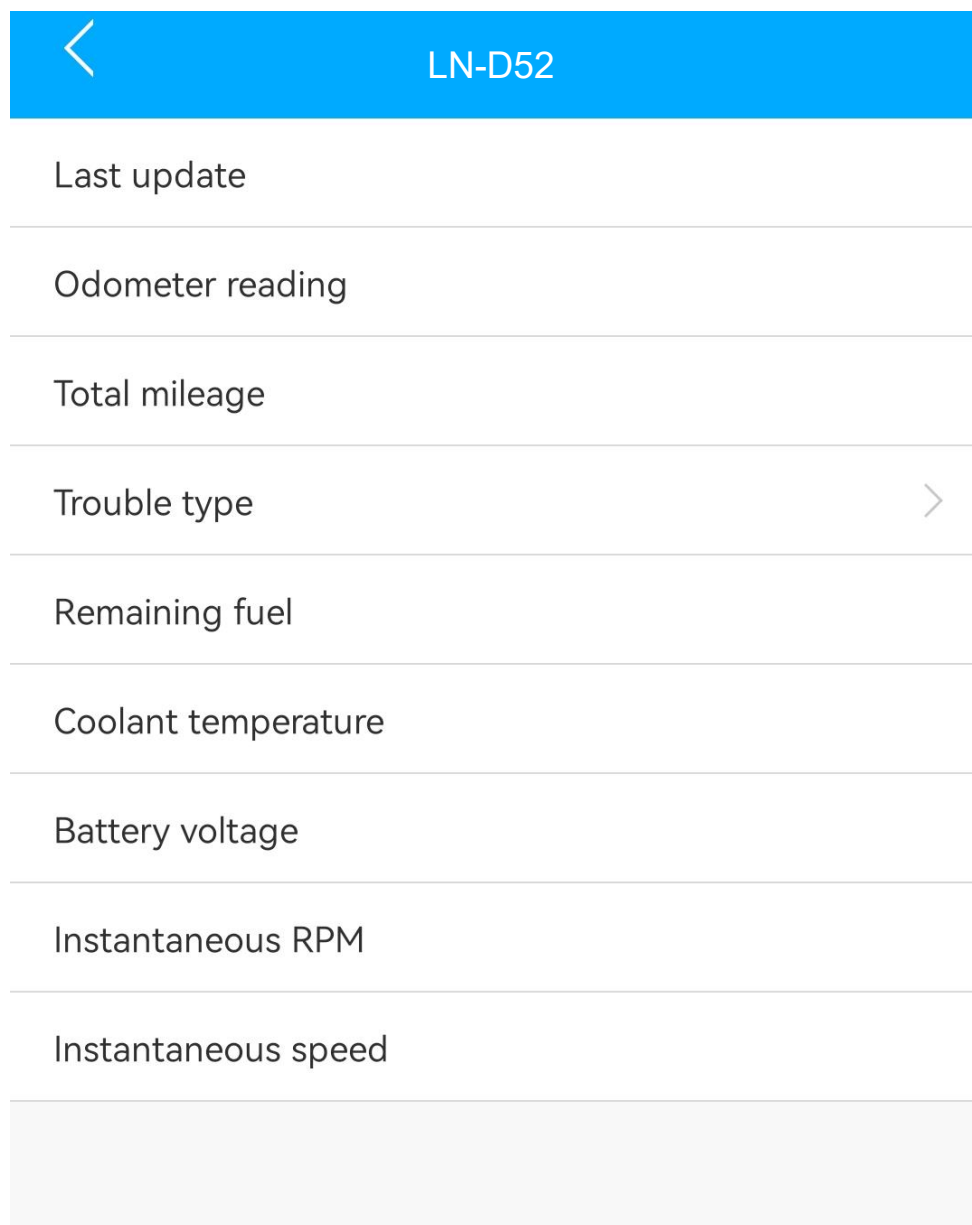 LN-D52
Last update
Odometer reading
Total mileage
Trouble type
Remaining fuel
Coolant temperature
Battery voltage
Instantaneous RPM
Instantaneous speed